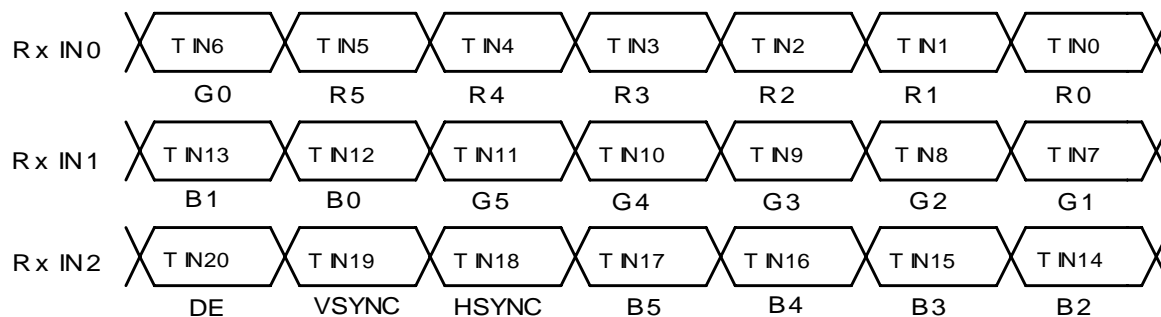 Rx IN0 TIN6 TIN5 TIN4 TIN3 TIN2 TIN1 TIN0
G0 R5 R4 R3 R2 R1 R0
Rx IN1 TIN13 TIN12 TIN11 TIN10 TIN9 TIN8 TIN7
B1 B0 G5 G4 G3 G2 G1
Rx IN2 TIN20 TIN19 TIN18 TIN17 TIN16 TIN15 TIN14
DE VSYNC HSYNC B5 B4 B3 B2